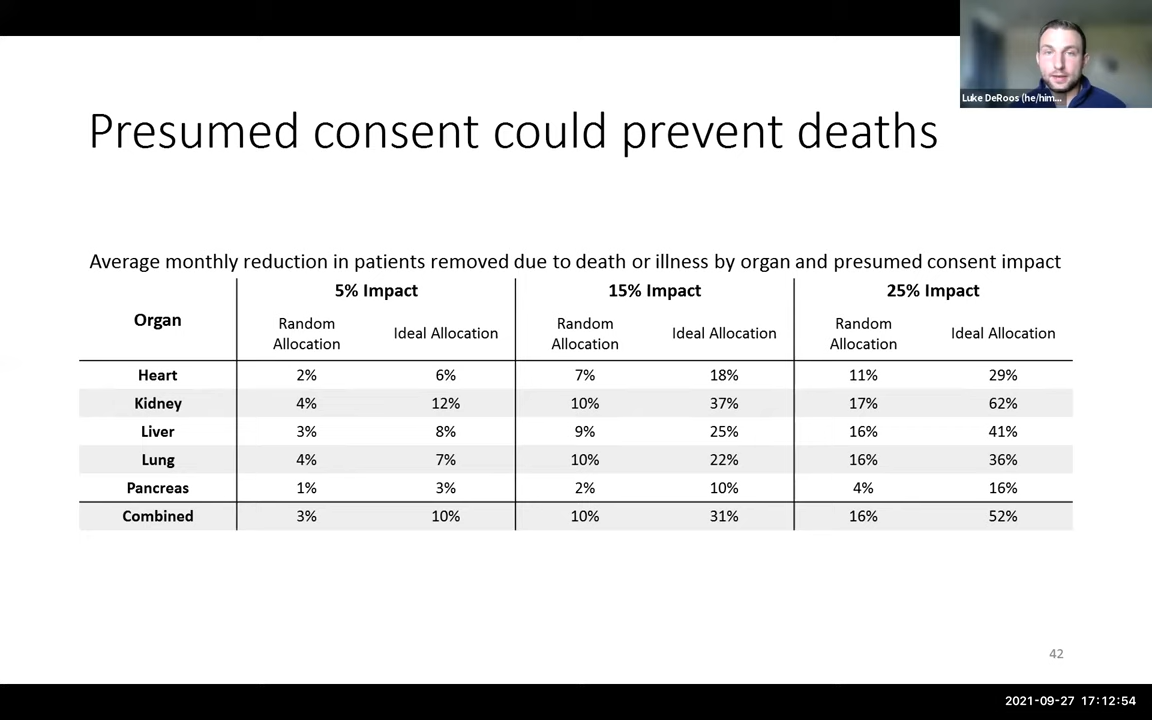 Luke DeRoos (he/him...
Presumed consent could prevent deaths
Average monthly reduction in patients removed due to death or illness by organ and presumed consent impact
Organ 5% Impact 15% Impact 25% Impact
Random Allocation Ideal Allocation Random Allocation Ideal Allocation Random Allocation Ideal Allocation
Heart 2% 6% 7% 18% 11% 29%
Kidney 4% 12% 10% 37% 17% 62%
Liver 3% 8% 9% 25% 16% 41%
Lung 4% 7% 10% 22% 16% 36%
Pancreas 1% 3% 2% 10% 4% 16%
Combined 3% 10% 10% 31% 16% 52%
42
2021-09-27 17:12:54